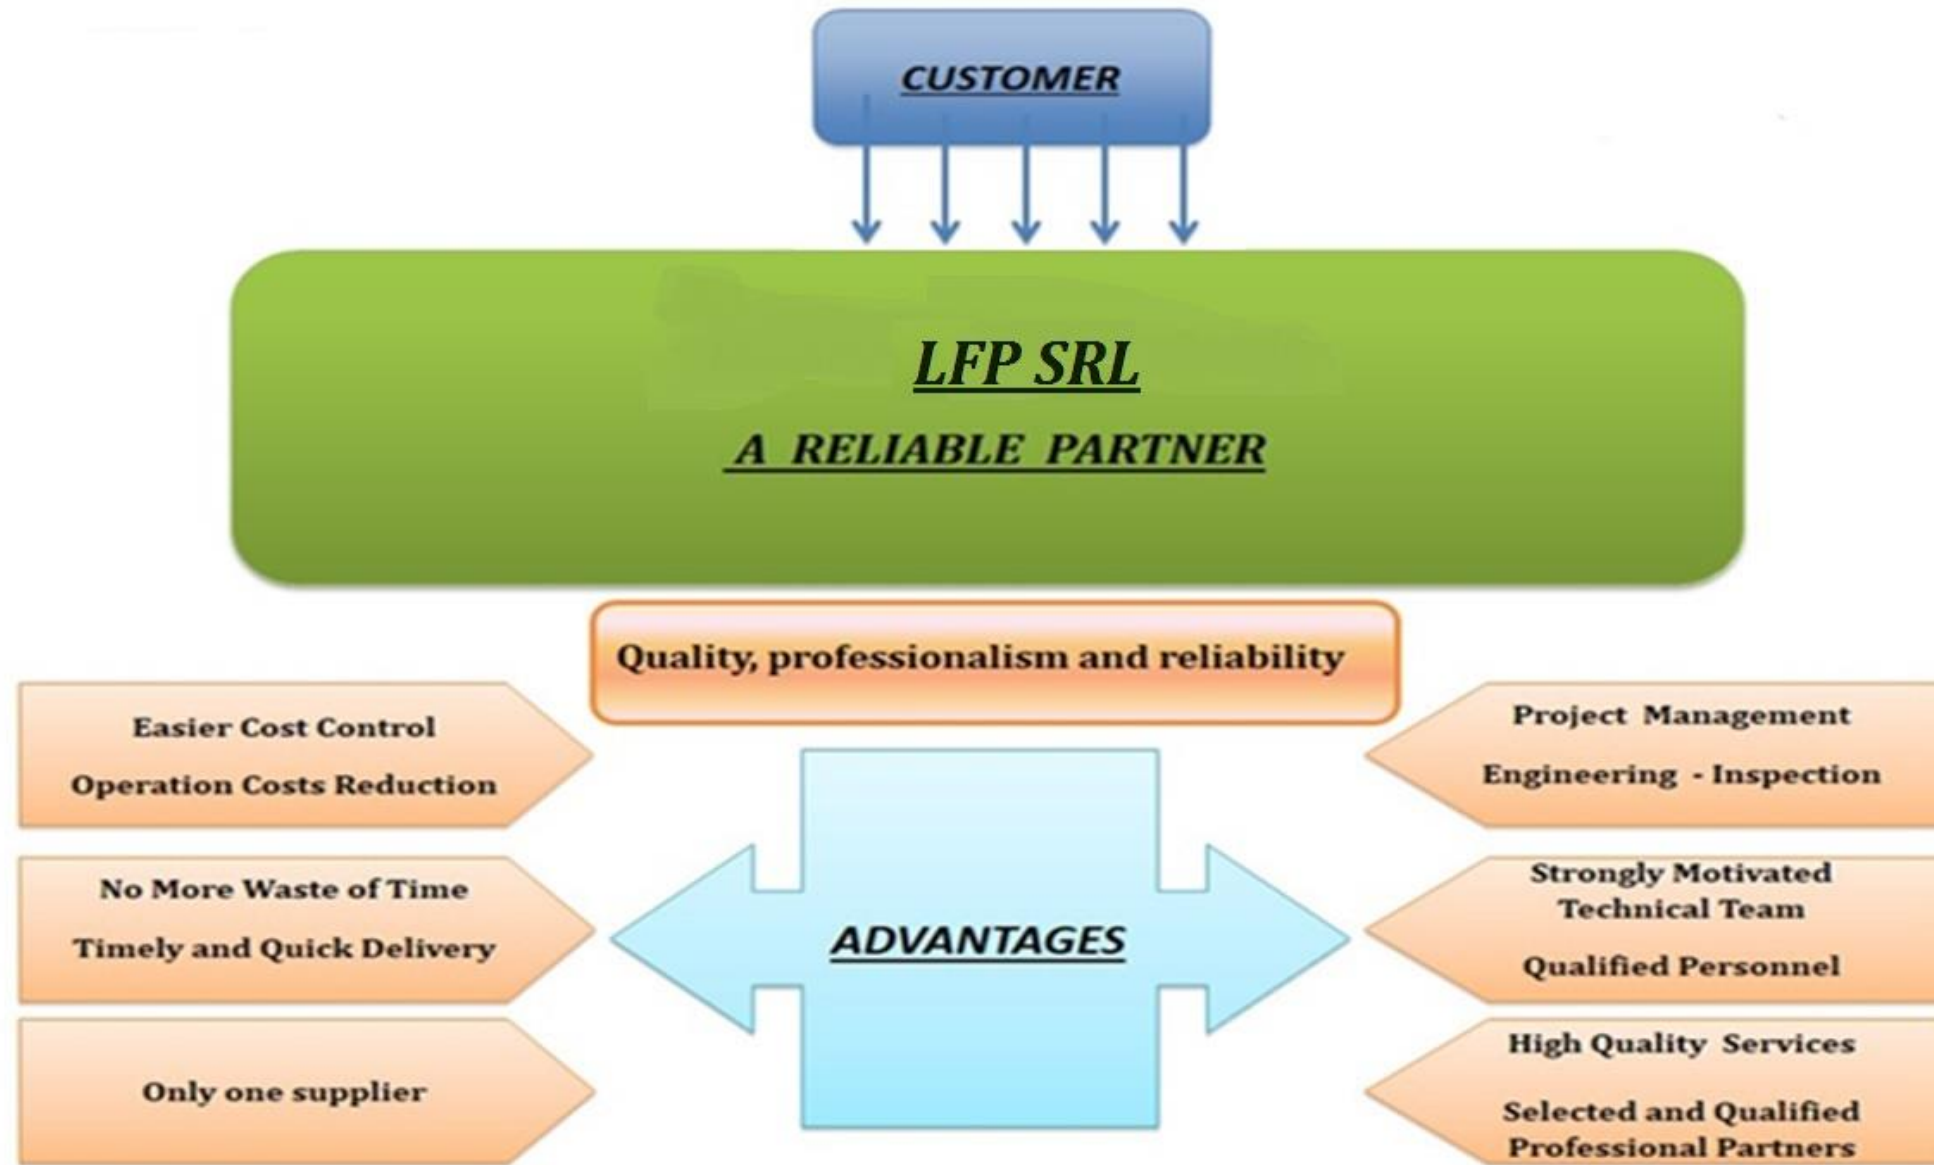 CUSTOMER
LFP SRL
A RELIABLE PARTNER
Quality, professionalism and reliability
Easier Cost Control
Operation Costs Reduction
No More Waste of Time
Timely and Quick Delivery
Only one supplier
ADVANTAGES
Project Management
Engineering - Inspection
Strongly Motivated
Technical Team
Qualified Personnel
High Quality Services
Selected and Qualified
Professional Partners